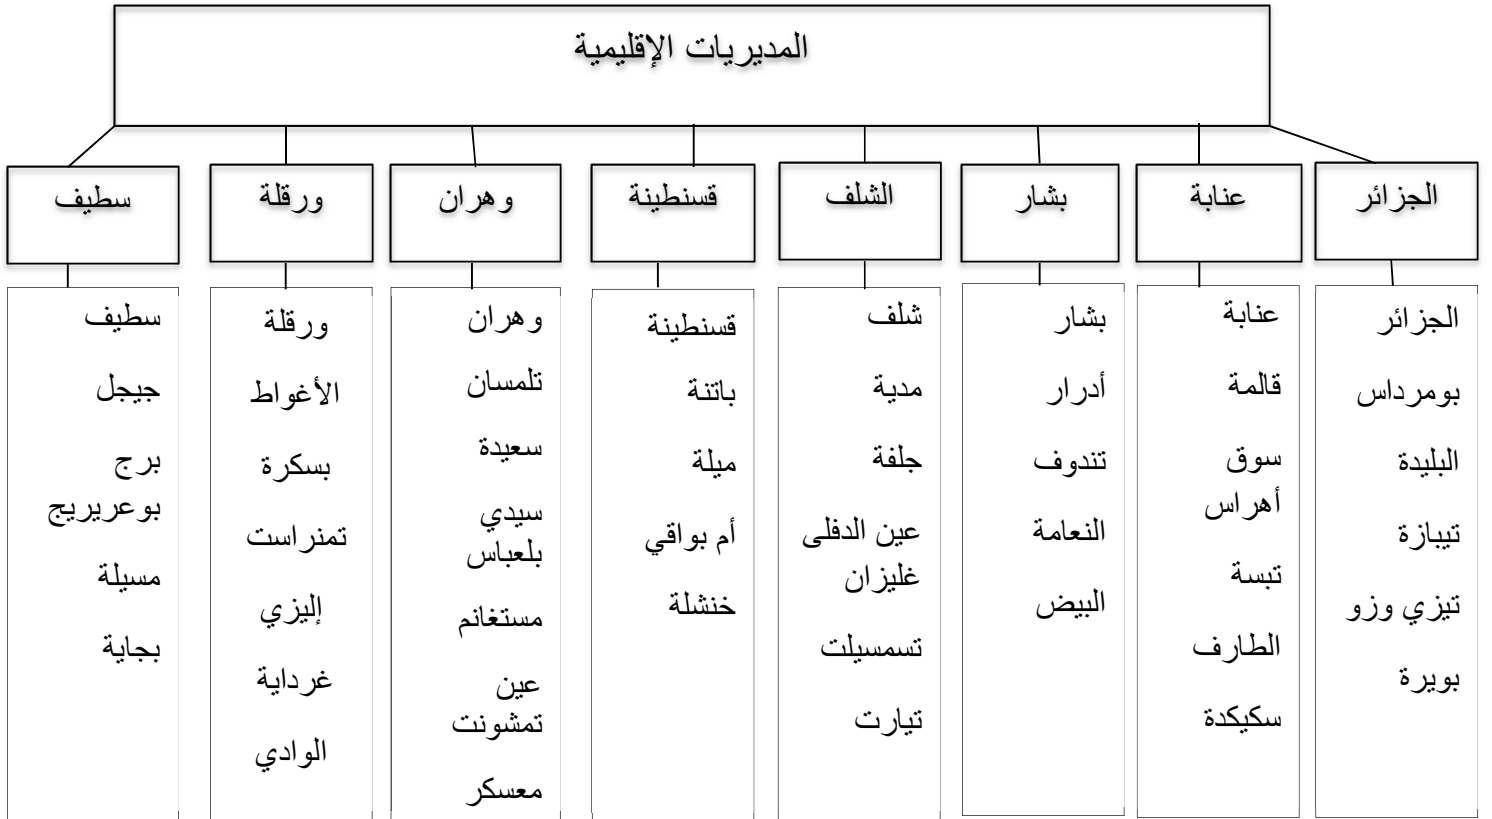 المديريات الإقليمية
الجزائر
عنابة
بشار
الشلف
قسنطينة
وهران
ورقلة
سطيف
الجزائر
بومرداس
البليدة
تيبازة
تيزي وزو
بويرة
عنابة
قالمة
سوق
أهراس
تبسة
الطارف
سكيكدة
بشار
أدرار
تندوف
النعامة
البيض
شلف
مدية
جلفة
عين الدفلى
غليزان
تسمسيلت
تيارت
قسنطينة
باتنة
ميلة
أم بواقي
خنشلة
وهران
تلمسان
سعيدة
سيدي
بلعباس
مستغانم
عين
تمشونت
معسكر
ورقلة
الأغواط
بسكرة
تمنراست
إليزي
غرداية
الوادي
سطيف
جيجل
برج
بوعريريج
مسيلة
بجاية